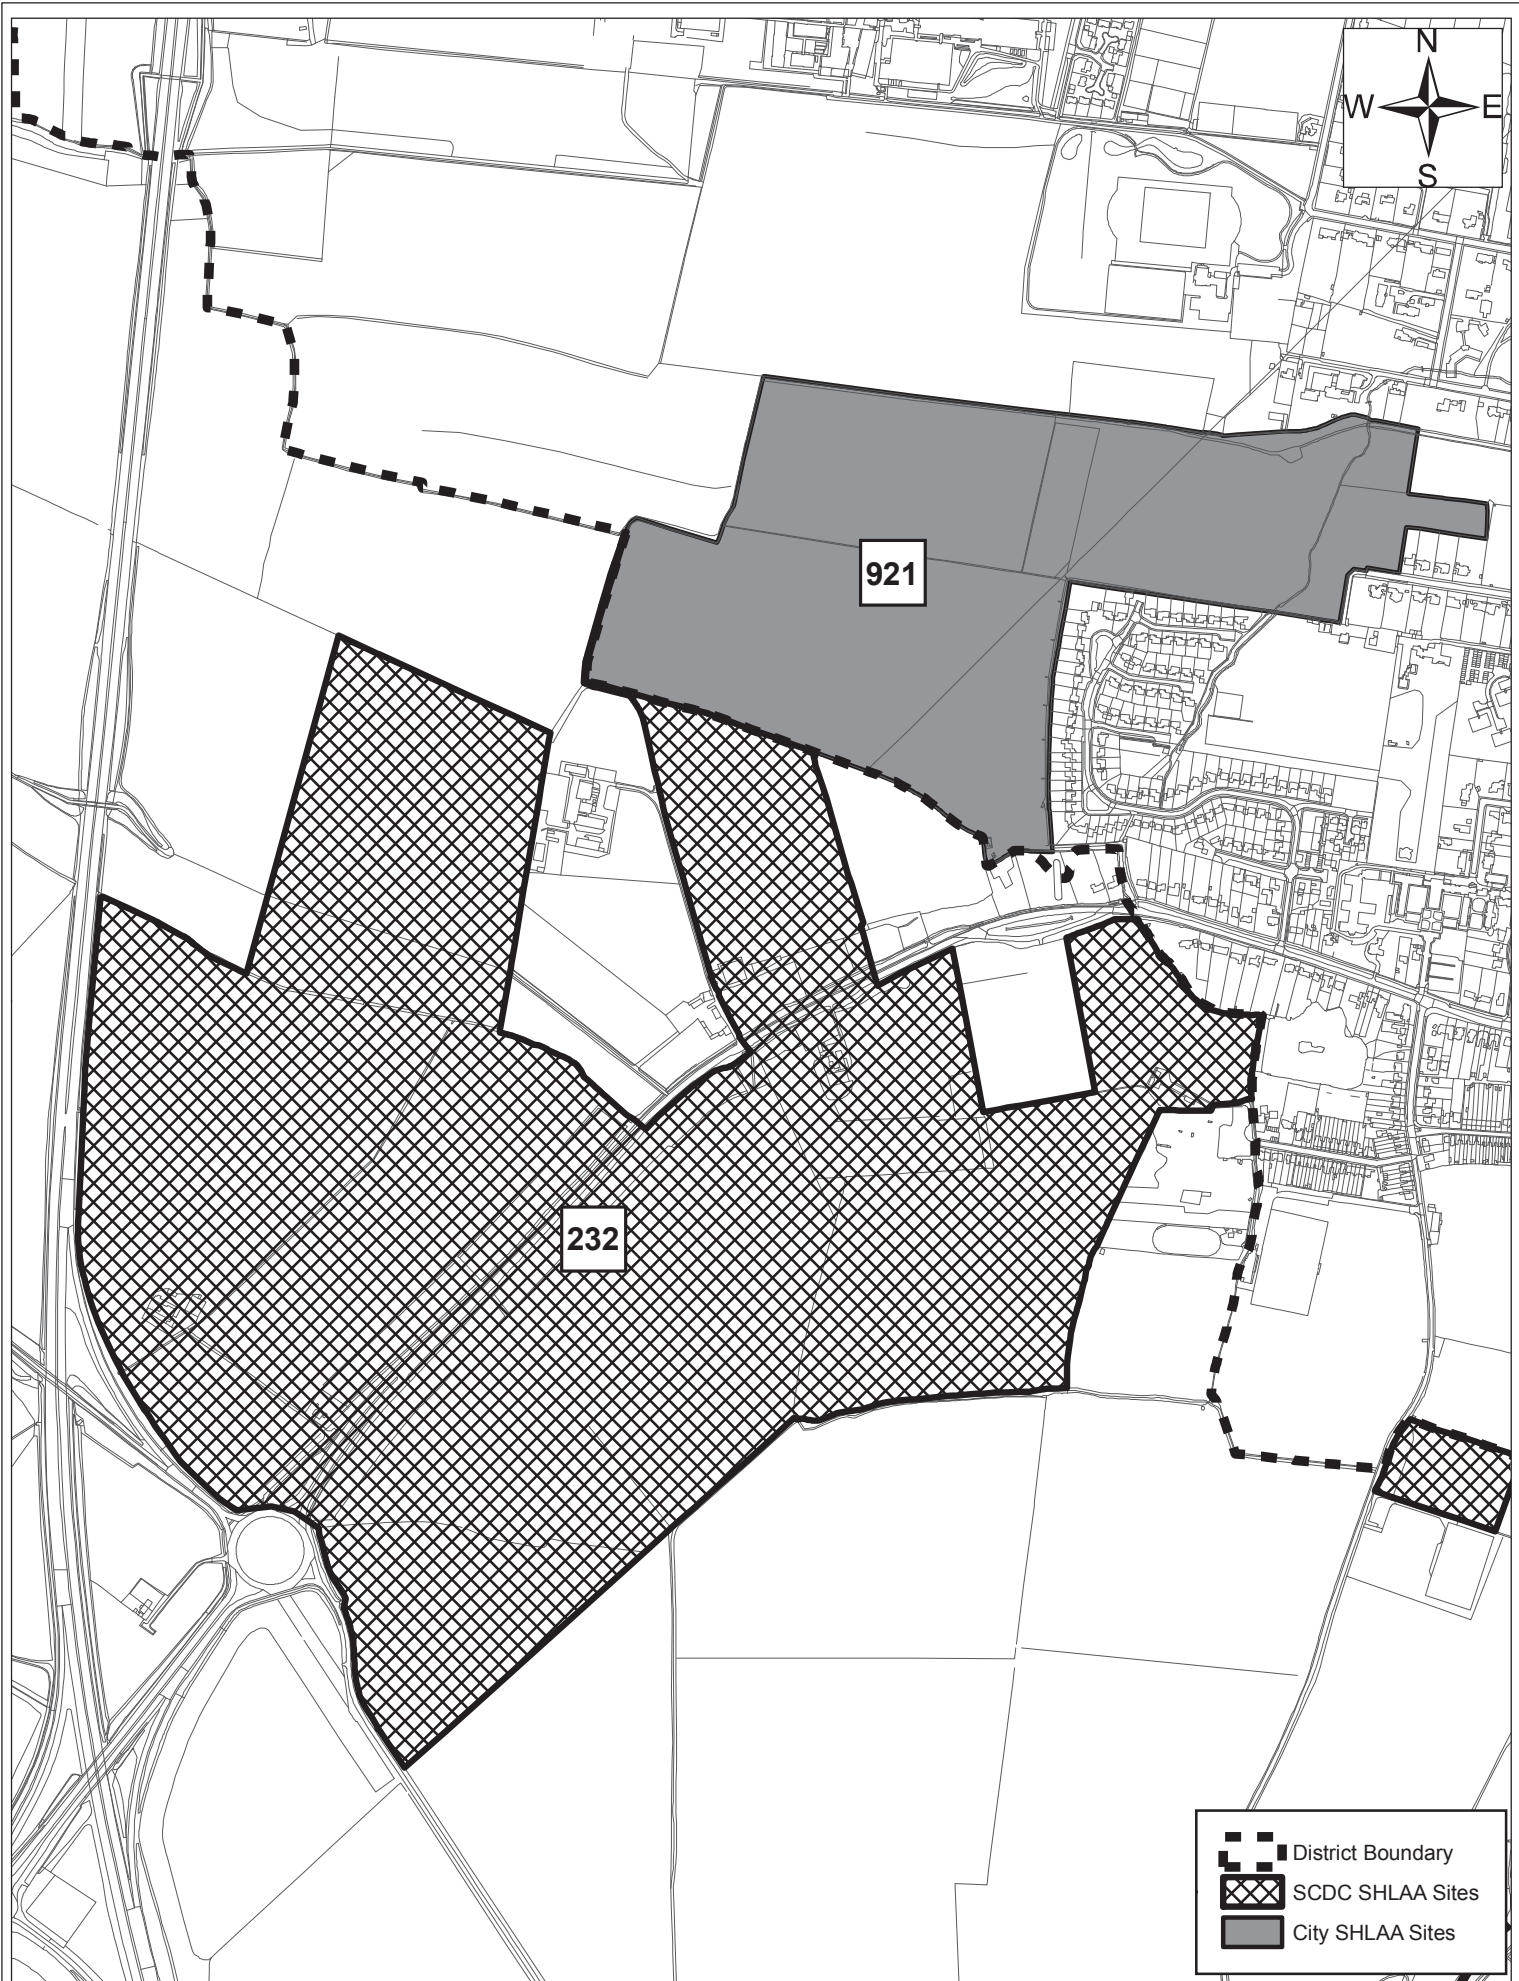 N
W E
S
921
232
District Boundary
SCDC SHLAA Sites
City SHLAA Sites